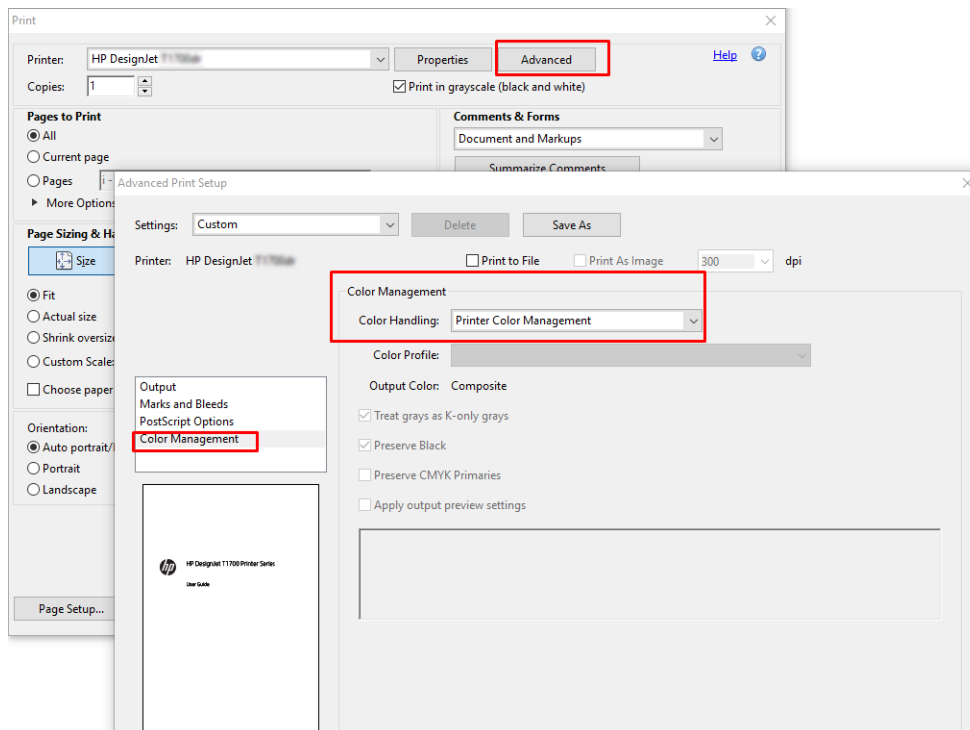 Print
Printer: HP DesignJet Properties Advanced Help ?
Copies: 1 Print in grayscale (black and white)
Pages to Print Comments & Forms
All Document and Markups
Current page Summarize Comments
Pages i -
More Options
Page Sizing & Ha
Size
Fit
Actual size
Shrink oversize
Custom Scale:
Choose paper
Orientation:
Auto portrait/l
Portrait
Landscape
Page Setup...
Advanced Print Setup
Settings: Custom Delete Save As
Printer: HP DesignJet Print to File Print As Image 300 dpi
Color Management
Color Handling: Printer Color Management
Color Profile:
Output Color: Composite
Treat grays as K-only grays
Preserve Black
Preserve CMYK Primaries
Apply output preview settings
Output
Marks and Bleeds
PostScript Options
Color Management
hp HP DesignJet T1700 Printer Series
User Guide